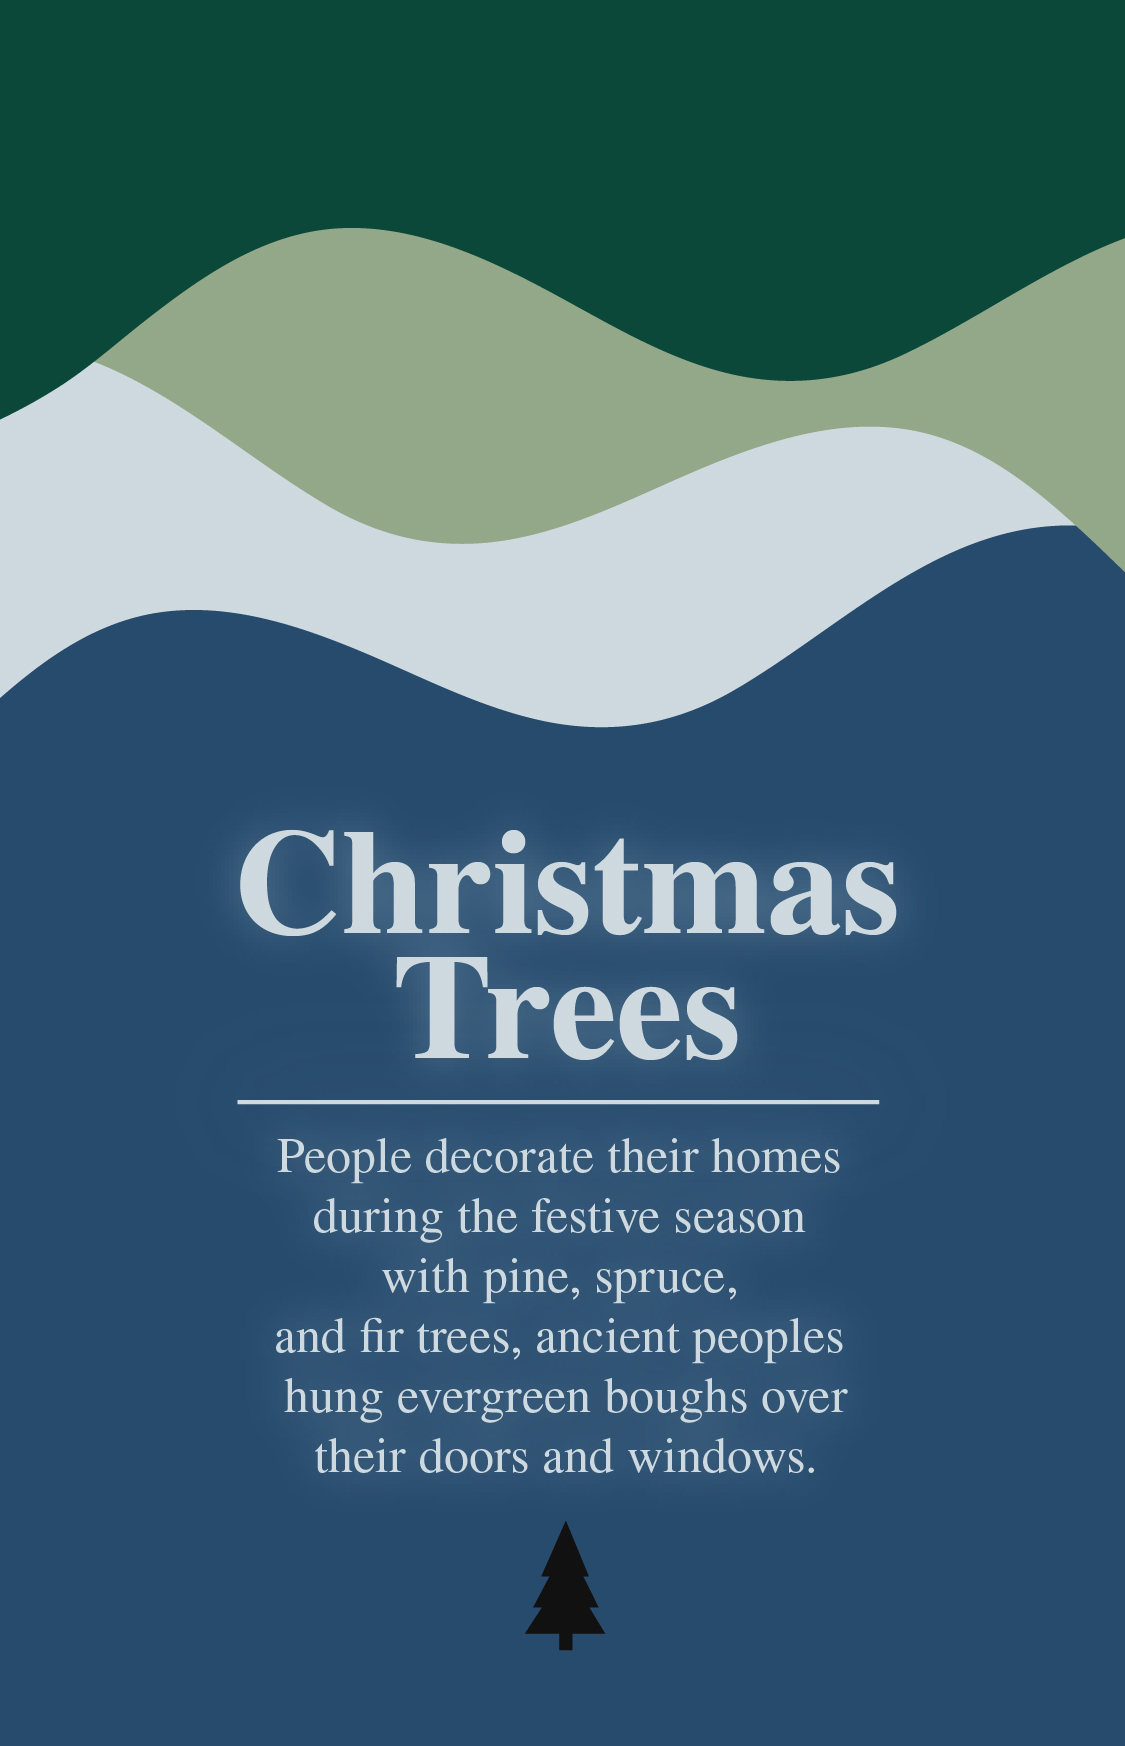 Christmas
Trees
People decorate their homes
during the festive season
with pine, spruce,
and fir trees, ancient peoples
hung evergreen boughs over
their doors and windows.